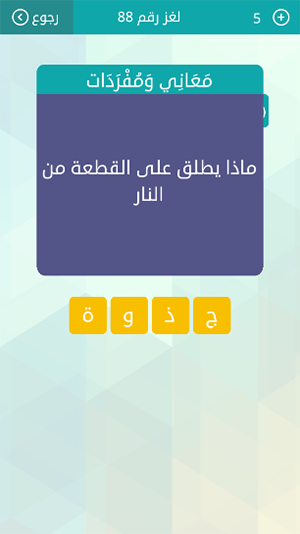 رجوع لغز رقم 88 5
مَعَانِي وَمُفْرَدَات
ماذا يطلق على القطعة من
النار
ج ذ و ة